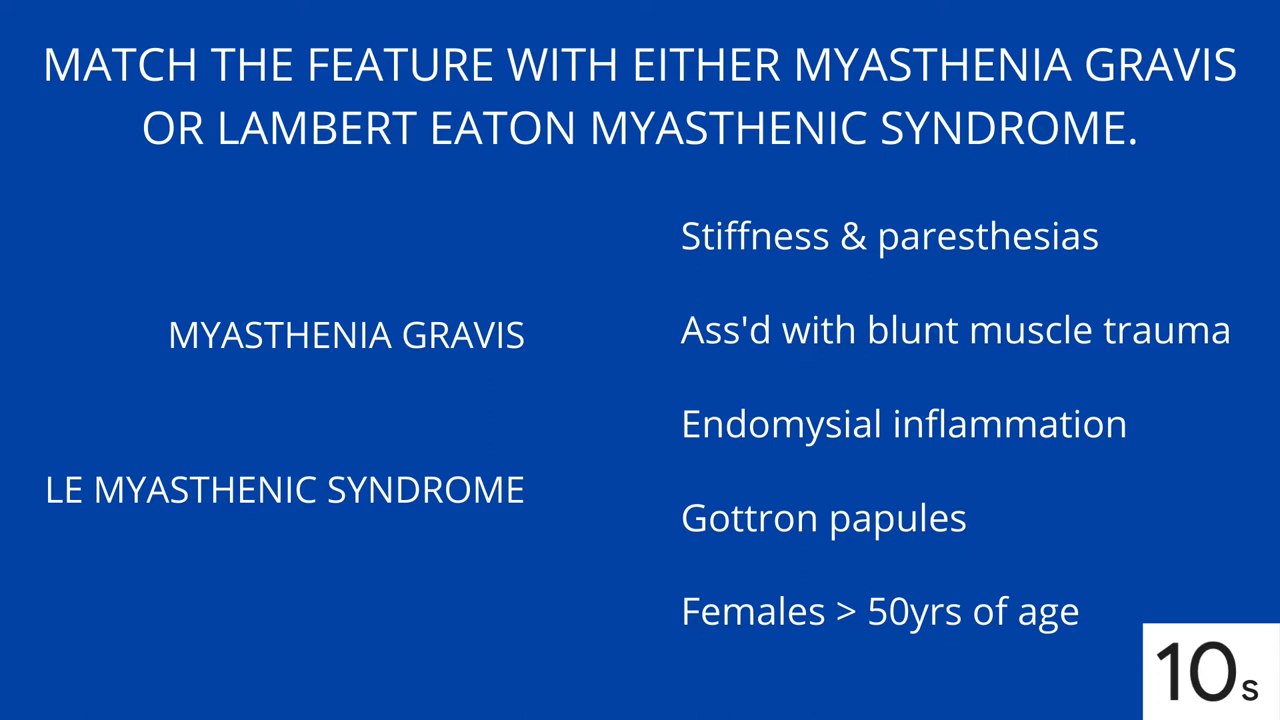 MATCH THE FEATURE WITH EITHER MYASTHENIA GRAVIS
OR LAMBERT EATON MYASTHENIC SYNDROME.
MYASTHENIA GRAVIS
LE MYASTHENIC SYNDROME
Stiffness & paresthesias
Ass'd with blunt muscle trauma
Endomysial inflammation
Gottron papules
Females > 50yrs of age
10s